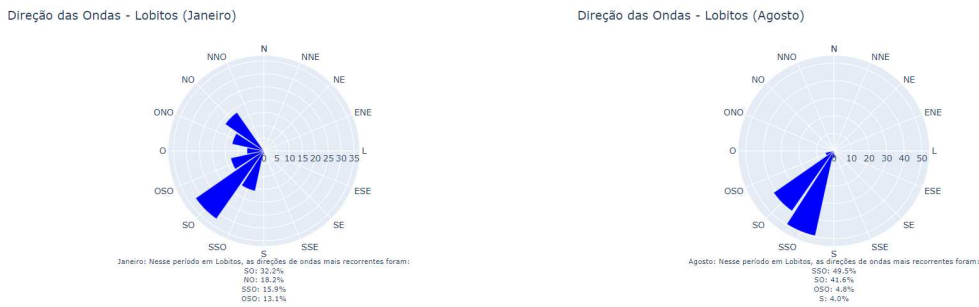 Direção das Ondas - Lobitos (Janeiro)
N
NNO
NNE
NO
NE
ONO
ENE
O
0 5 10 15 20 25 30 35
L
OSO
ESE
SO
SE
SSO
SSE
S
Janeiro: Nesse período em Lobitos, as direções de ondas mais recorrentes foram:
SO: 32.2%
NO: 18.2%
SSO: 15.9%
OSO: 13.1%
Direção das Ondas - Lobitos (Agosto)
N
NNO
NNE
NO
NE
ONO
ENE
O
0 10 20 30 40 50
L
OSO
ESE
SO
SE
SSO
SSE
S
Agosto: Nesse período em Lobitos, as direções de ondas mais recorrentes foram:
SSO: 49.5%
SO: 41.6%
OSO: 4.8%
S: 4.0%